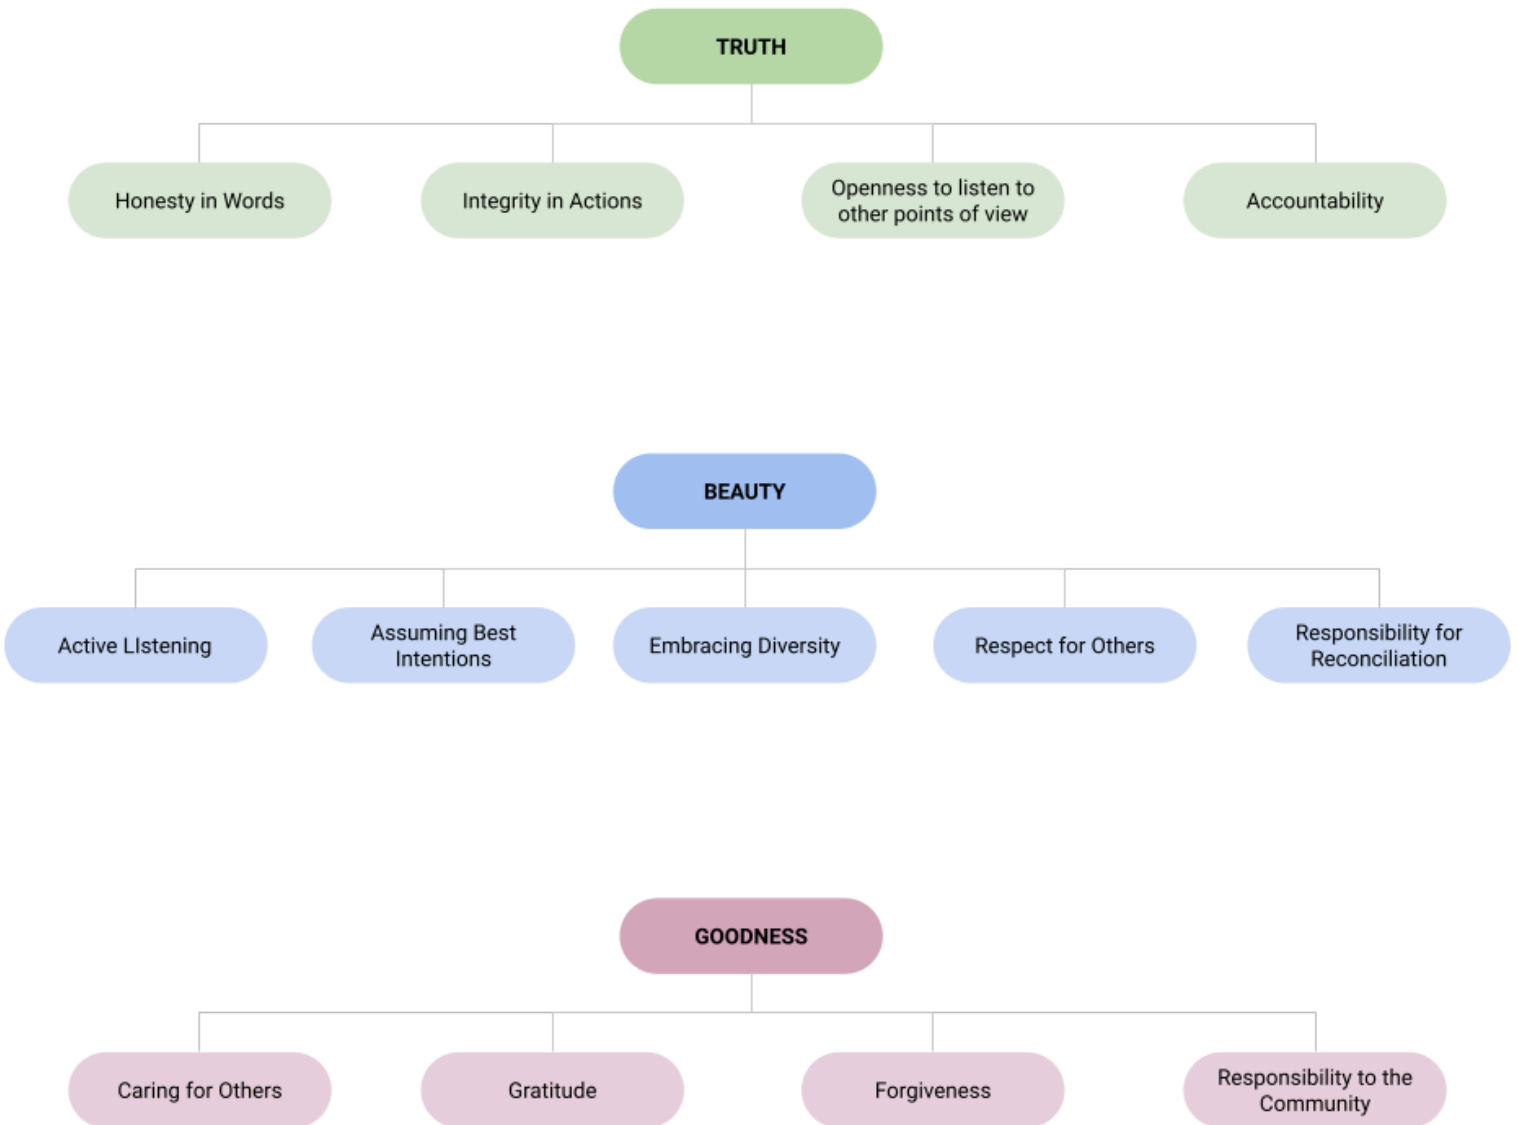 TRUTH
Honesty in Words
Integrity in Actions
Openness to listen to
other points of view
Accountability
BEAUTY
Active LIstening
Assuming Best
Intentions
Embracing Diversity
Respect for Others
Responsibility for
Reconciliation
GOODNESS
Caring for Others
Gratitude
Forgiveness
Responsibility to the
Community